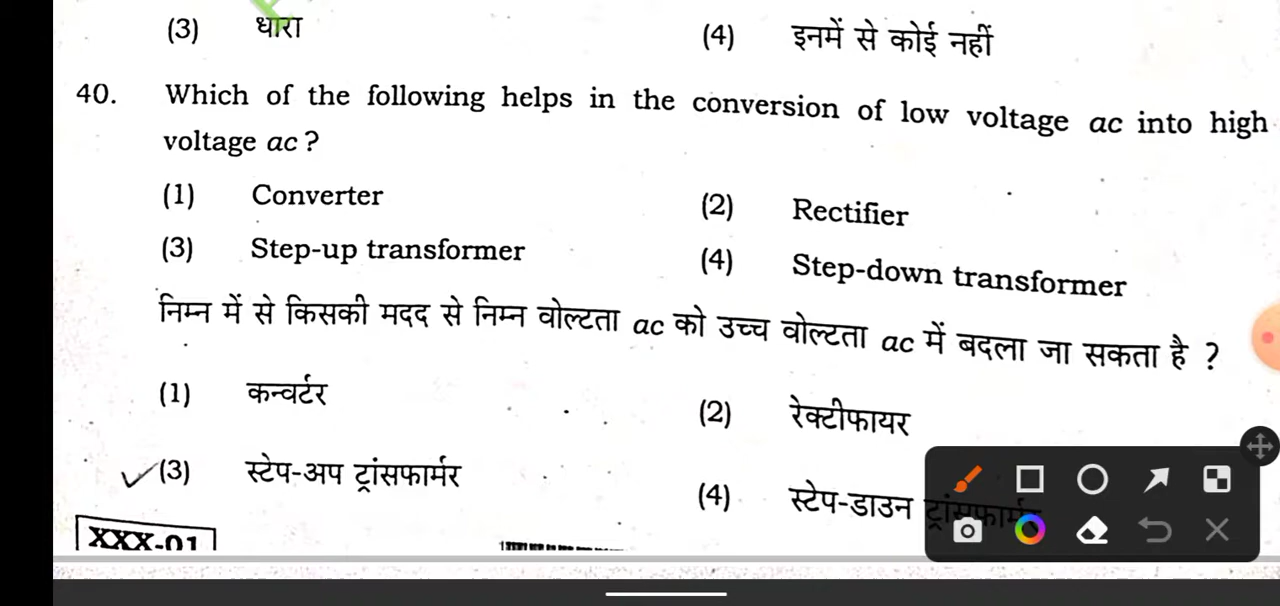 (3) धारा (4) इनमें से कोई नहीं
40. Which of the following helps in the conversion of low voltage ac into high
voltage ac ?
(1) Converter (2) Rectifier
(3) Step-up transformer (4) Step-down transformer
निम्न में से किसकी मदद से निम्न वोल्टता ac को उच्च वोल्टता ac में बदला जा सकता है ?
(1) कन्वर्टर (2) रेक्टीफायर
(3) स्टेप-अप ट्रांसफार्मर (4) स्टेप-डाउन ट्रांसफार्मर
XXX-01